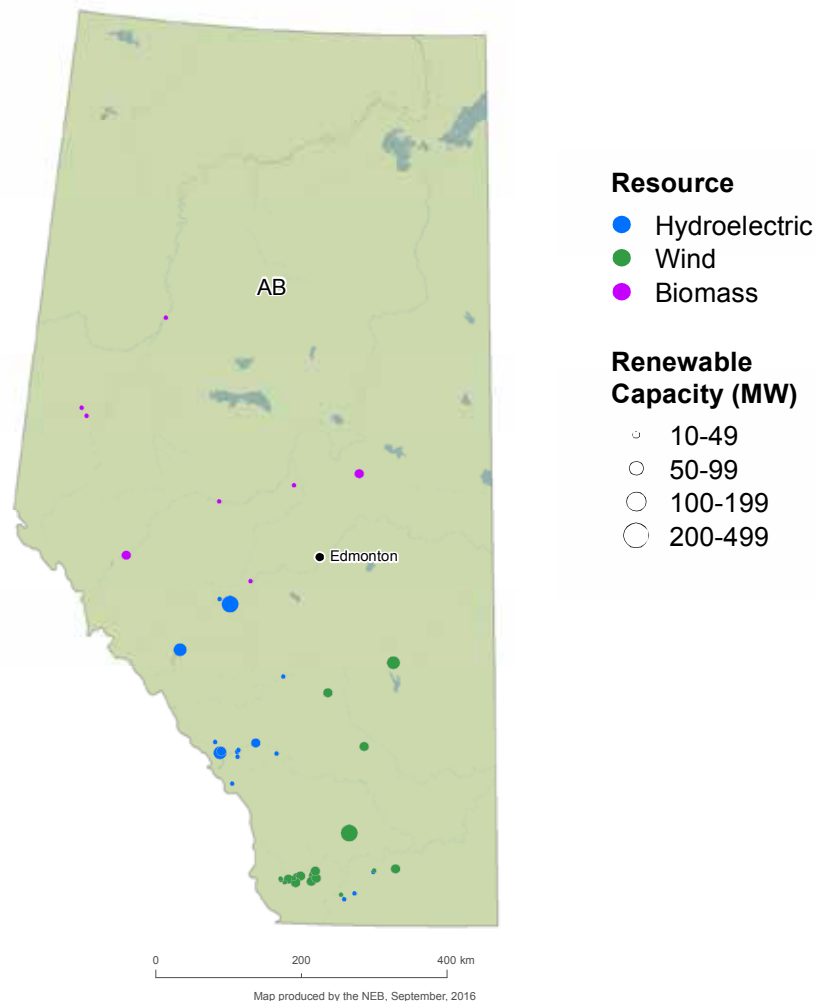 AB
Edmonton
Resource
Hydroelectric
Wind
Biomass
Renewable
Capacity (MW)
10-49
50-99
100-199
200-499
0 200 400 km
Map produced by the NEB, September, 2016